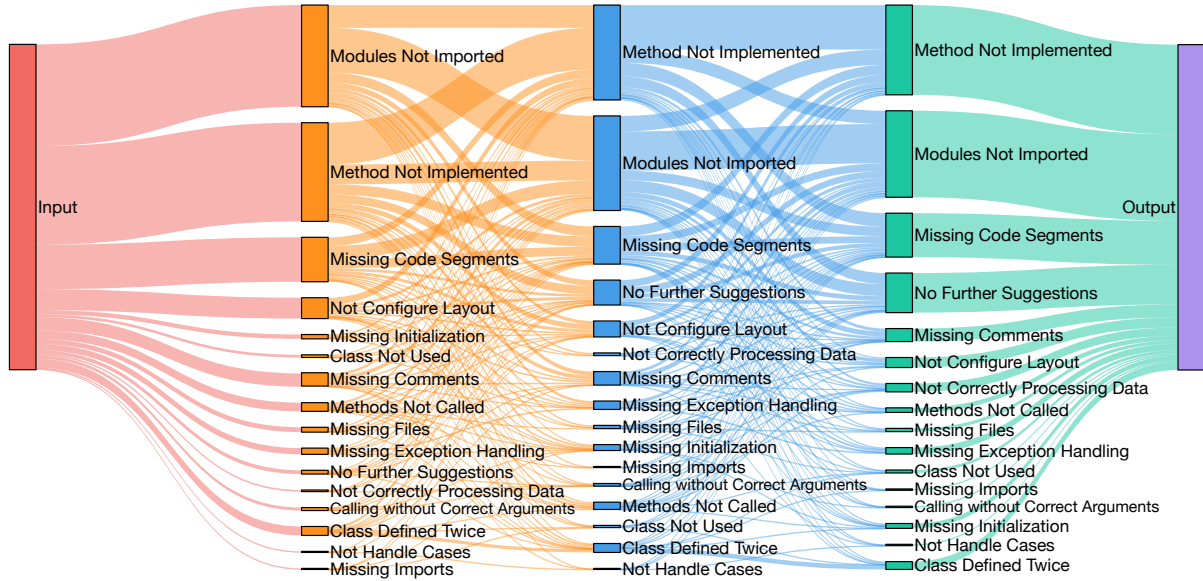 Input
Modules Not Imported
Method Not Implemented
Missing Code Segments
Not Configure Layout
Missing Initialization
Class Not Used
Missing Comments
Methods Not Called
Missing Files
Missing Exception Handling
No Further Suggestions
Not Correctly Processing Data
Calling without Correct Arguments
Class Defined Twice
Not Handle Cases
Missing Imports
Method Not Implemented
Modules Not Imported
Missing Code Segments
No Further Suggestions
Not Configure Layout
Not Correctly Processing Data
Missing Comments
Missing Exception Handling
Missing Files
Missing Initialization
Missing Imports
Calling without Correct Arguments
Methods Not Called
Class Not Used
Class Defined Twice
Not Handle Cases
Method Not Implemented
Modules Not Imported
Missing Code Segments
No Further Suggestions
Missing Comments
Not Configure Layout
Not Correctly Processing Data
Methods Not Called
Missing Files
Missing Exception Handling
Class Not Used
Missing Imports
Calling without Correct Arguments
Missing Initialization
Not Handle Cases
Class Defined Twice
Output